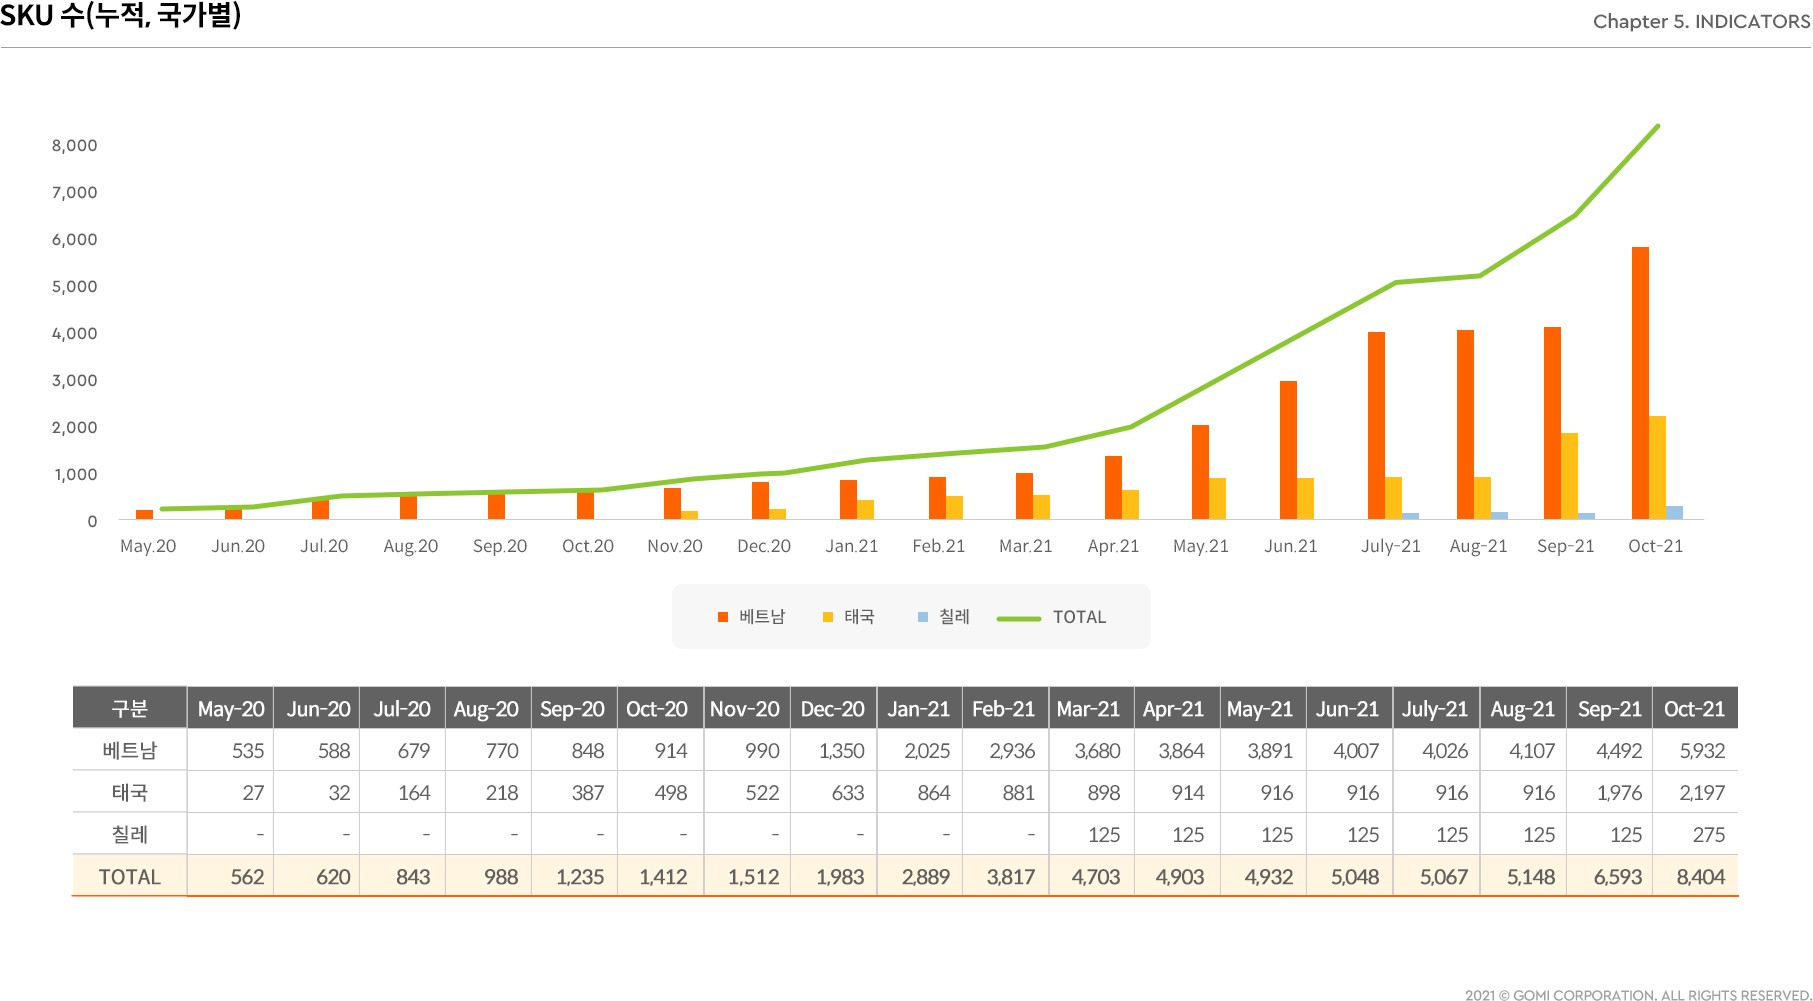 SKU 수(누적, 국가별)
Chapter 5. INDICATORS
8,000
7,000
6,000
5,000
4,000
3,000
2,000
1,000
0
May.20 Jun.20 Jul.20 Aug.20 Sep.20 Oct.20 Nov.20 Dec.20 Jan.21 Feb.21 Mar.21 Apr.21 May.21 Jun.21 July-21 Aug-21 Sep-21 Oct-21
베트남 태국 칠레 TOTAL
구분 May-20 Jun-20 Jul-20 Aug-20 Sep-20 Oct-20 Nov-20 Dec-20 Jan-21 Feb-21 Mar-21 Apr-21 May-21 Jun-21 July-21 Aug-21 Sep-21 Oct-21
베트남 535 588 679 770 848 914 990 1,350 2,025 2,936 3,680 3,864 3,891 4,007 4,026 4,107 4,492 5,932
태국 27 32 164 218 387 498 522 633 864 881 898 914 916 916 916 916 1,976 2,197
칠레 - - - - - - - - - - 125 125 125 125 125 125 125 275
TOTAL 562 620 843 988 1,235 1,412 1,512 1,983 2,889 3,817 4,703 4,903 4,932 5,048 5,067 5,148 6,593 8,404
2021 © GOMI CORPORATION. ALL RIGHTS RESERVED.